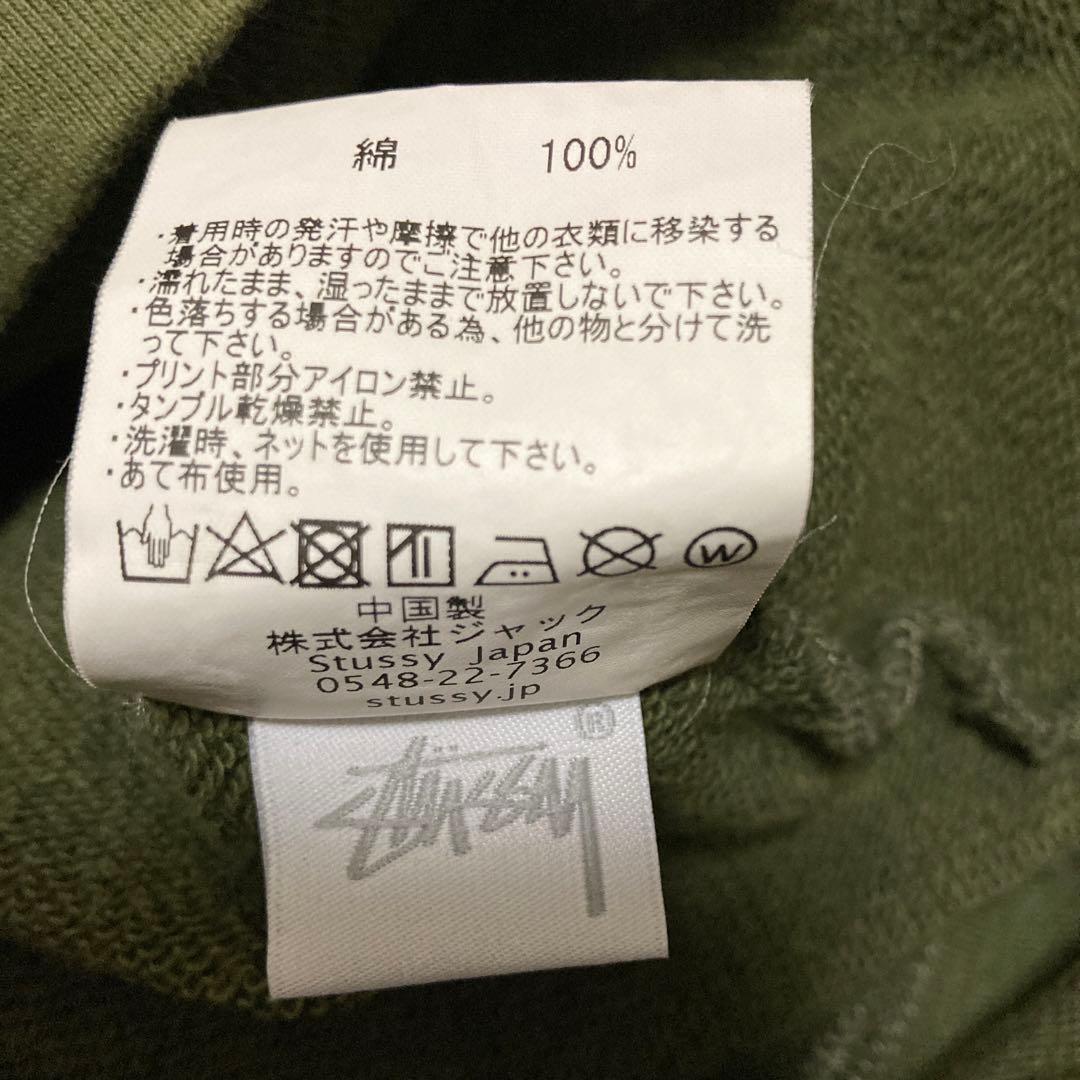 綿 100%
・着用時の発汗や摩擦で他の衣類に移染する
場合がありますのでご注意下さい。
・濡れたまま、湿ったままで放置しないで下さい。
・色落ちする場合がある為、他の物と分けて洗
って下さい。
・プリント部分アイロン禁止。
・タンブル乾燥禁止。
・洗濯時、ネットを使用して下さい。
・あて布使用。
W
中国製
株式会社ジャック
Stussy Japan
0548-22-7366
stussy.jp
Stüssy ®